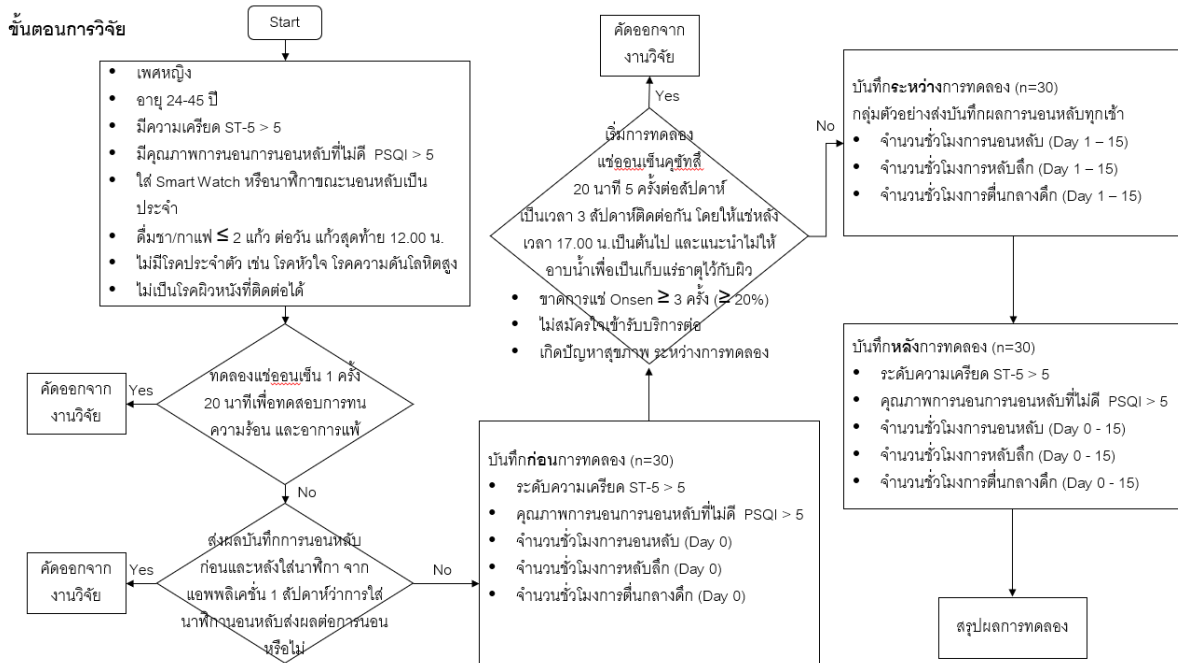 ขั้นตอนการวิจัย
Start
• เพศหญิง
• อายุ 24-45 ปี
• มีความเครียด ST-5 > 5
• มีคุณภาพการนอนการนอนหลับที่ไม่ดี PSQI > 5
• ใส่ Smart Watch หรือนาฬิกาขณะนอนหลับเป็น
ประจำ
• ดื่มชา/กาแฟ ≤ 2 แก้ว ต่อวัน แก้วสุดท้าย 12.00 น.
• ไม่มีโรคประจำตัว เช่น โรคหัวใจ โรคความดันโลหิตสูง
• ไม่เป็นโรคผิวหนังที่ติดต่อได้
ทดลองแช่ออนเซ็น 1 ครั้ง
20 นาทีเพื่อทดสอบการทน
ความร้อน และอาการแพ้
Yes
คัดออกจาก
งานวิจัย
No
ส่งผลบันทึกการนอนหลับ
ก่อนและหลังใส่นาฬิกา จาก
แอพพลิเคชั่น 1 สัปดาห์ว่าการใส่
นาฬิกานอนหลับส่งผลต่อการนอน
หรือไม่
Yes
คัดออกจาก
งานวิจัย
No
บันทึกก่อนการทดลอง (n=30)
• ระดับความเครียด ST-5 > 5
• คุณภาพการนอนการนอนหลับที่ไม่ดี PSQI > 5
• จำนวนชั่วโมงการนอนหลับ (Day 0)
• จำนวนชั่วโมงการหลับลึก (Day 0)
• จำนวนชั่วโมงการตื่นกลางดึก (Day 0)
เริ่มการทดลอง
แช่ออนเซ็นคุซัทสึ
20 นาที 5 ครั้งต่อสัปดาห์
เป็นเวลา 3 สัปดาห์ติดต่อกัน โดยให้แช่หลัง
เวลา 17.00 น.เป็นต้นไป และแนะนำไม่ให้
อาบน้ำเพื่อเป็นเก็บแร่ธาตุไว้กับผิว
• ขาดการแช่ Onsen ≥ 3 ครั้ง (≥ 20%)
• ไม่สมัครใจเข้ารับบริการต่อ
• เกิดปัญหาสุขภาพ ระหว่างการทดลอง
Yes
คัดออกจาก
งานวิจัย
No
บันทึกระหว่างการทดลอง (n=30)
กลุ่มตัวอย่างส่งบันทึกผลการนอนหลับทุกเช้า
• จำนวนชั่วโมงการนอนหลับ (Day 1 – 15)
• จำนวนชั่วโมงการหลับลึก (Day 1 – 15)
• จำนวนชั่วโมงการตื่นกลางดึก (Day 1 – 15)
บันทึกหลังการทดลอง (n=30)
• ระดับความเครียด ST-5 > 5
• คุณภาพการนอนการนอนหลับที่ไม่ดี PSQI > 5
• จำนวนชั่วโมงการนอนหลับ (Day 0 - 15)
• จำนวนชั่วโมงการหลับลึก (Day 0 - 15)
• จำนวนชั่วโมงการตื่นกลางดึก (Day 0 - 15)
สรุปผลการทดลอง